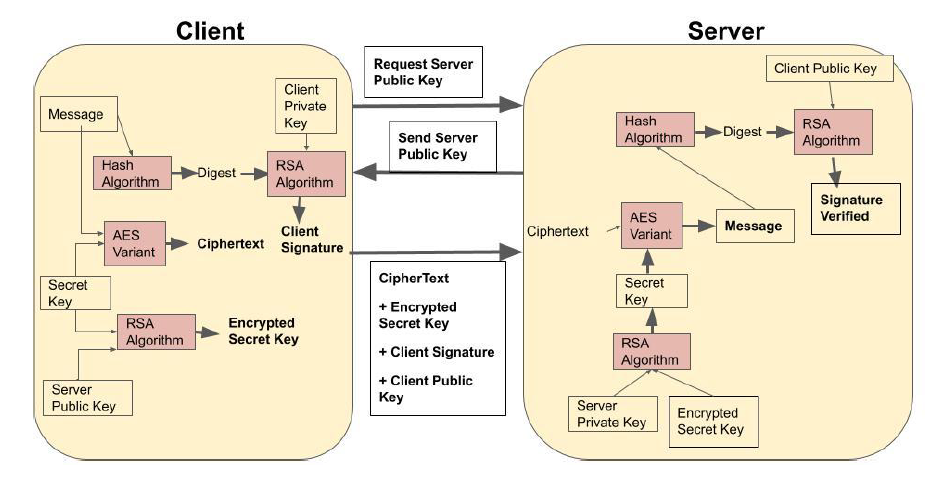 Client
Server
Request Server
Public Key
Send Server
Public Key
Message
Client
Private
Key
Hash
Algorithm
Digest
RSA
Algorithm
Client
Signature
AES
Variant
Ciphertext
Secret
Key
RSA
Algorithm
Encrypted
Secret Key
Server
Public Key
CipherText
+ Encrypted
Secret Key
+ Client Signature
+ Client Public
Key
Client Public Key
Hash
Algorithm
Digest
RSA
Algorithm
Signature
Verified
Ciphertext
AES
Variant
Message
Secret
Key
RSA
Algorithm
Server
Private Key
Encrypted
Secret Key